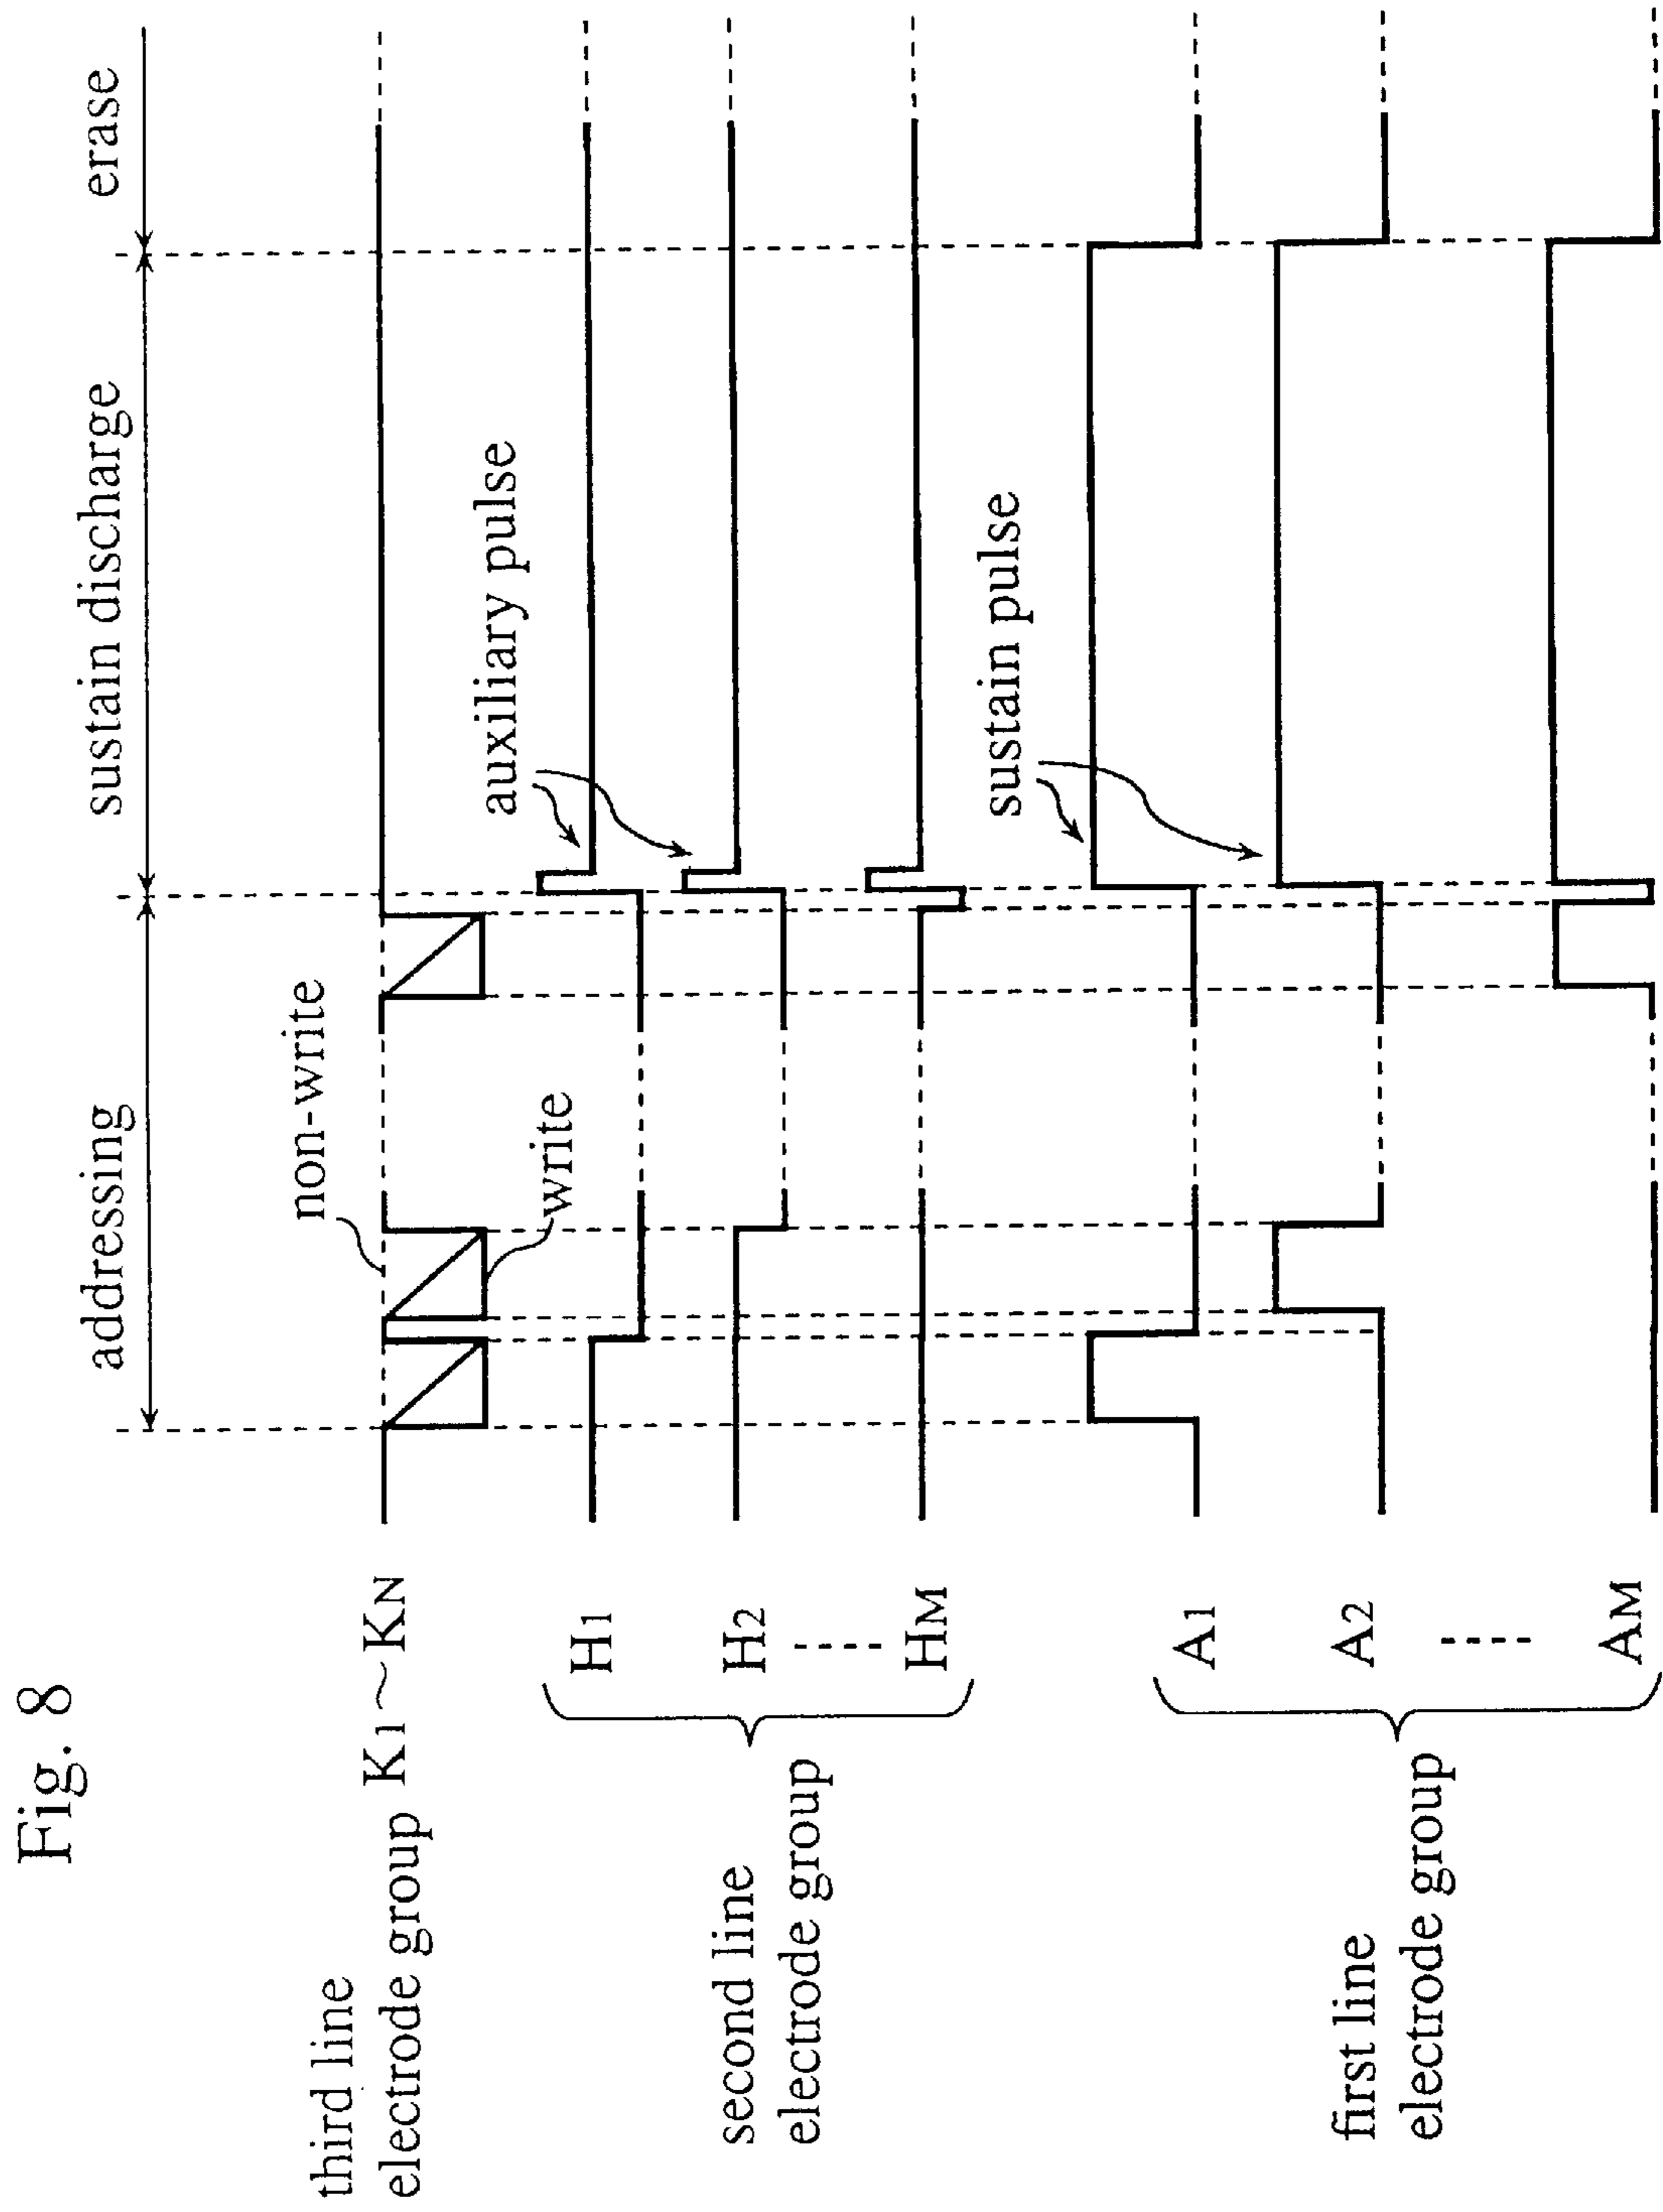 Fig. 8
addressing
sustain discharge
erase
third line
electrode group K1~KN
non-write
write
second line
electrode group
H1
H2
HM
auxiliary pulse
sustain pulse
first line
electrode group
A1
A2
AM